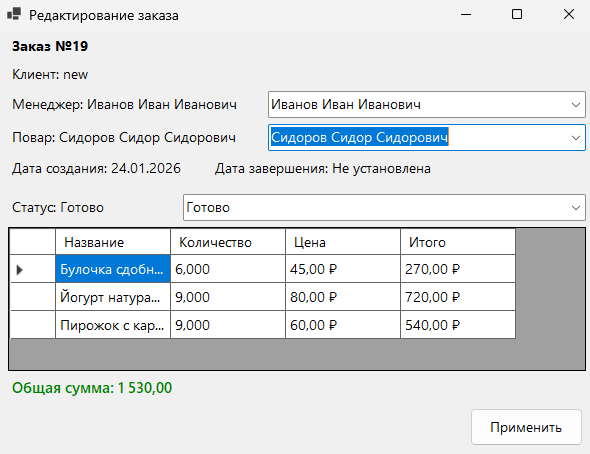 Редактирование заказа
Заказ №19
Клиент: new
Менеджер: Иванов Иван Иванович Иванов Иван Иванович
Повар: Сидоров Сидор Сидорович Сидоров Сидор Сидорович
Дата создания: 24.01.2026 Дата завершения: Не установлена
Статус: Готово Готово
Название Количество Цена Итого
Булочка сдобн... 6,000 45,00 ₽ 270,00 ₽
Йогурт натура... 9,000 80,00 ₽ 720,00 ₽
Пирожок с кар... 9,000 60,00 ₽ 540,00 ₽
Общая сумма: 1 530,00
Применить